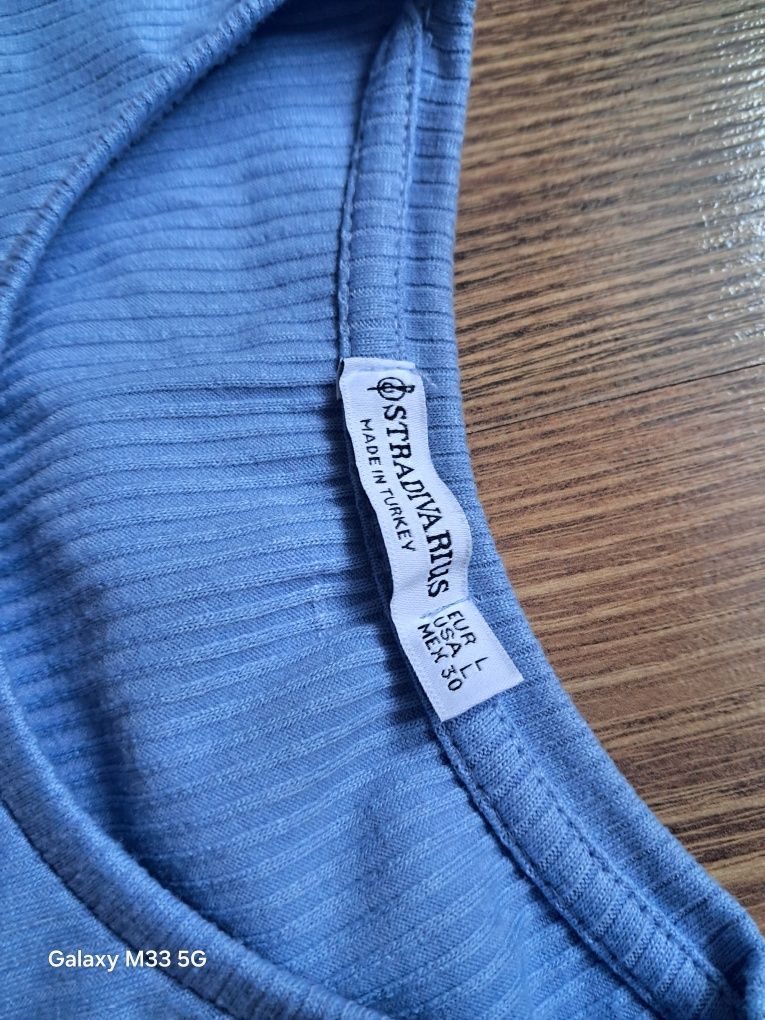 STRADIVARIUS
MADE IN TURKEY
EUR L
USA L
MEX 30
Galaxy M33 5G